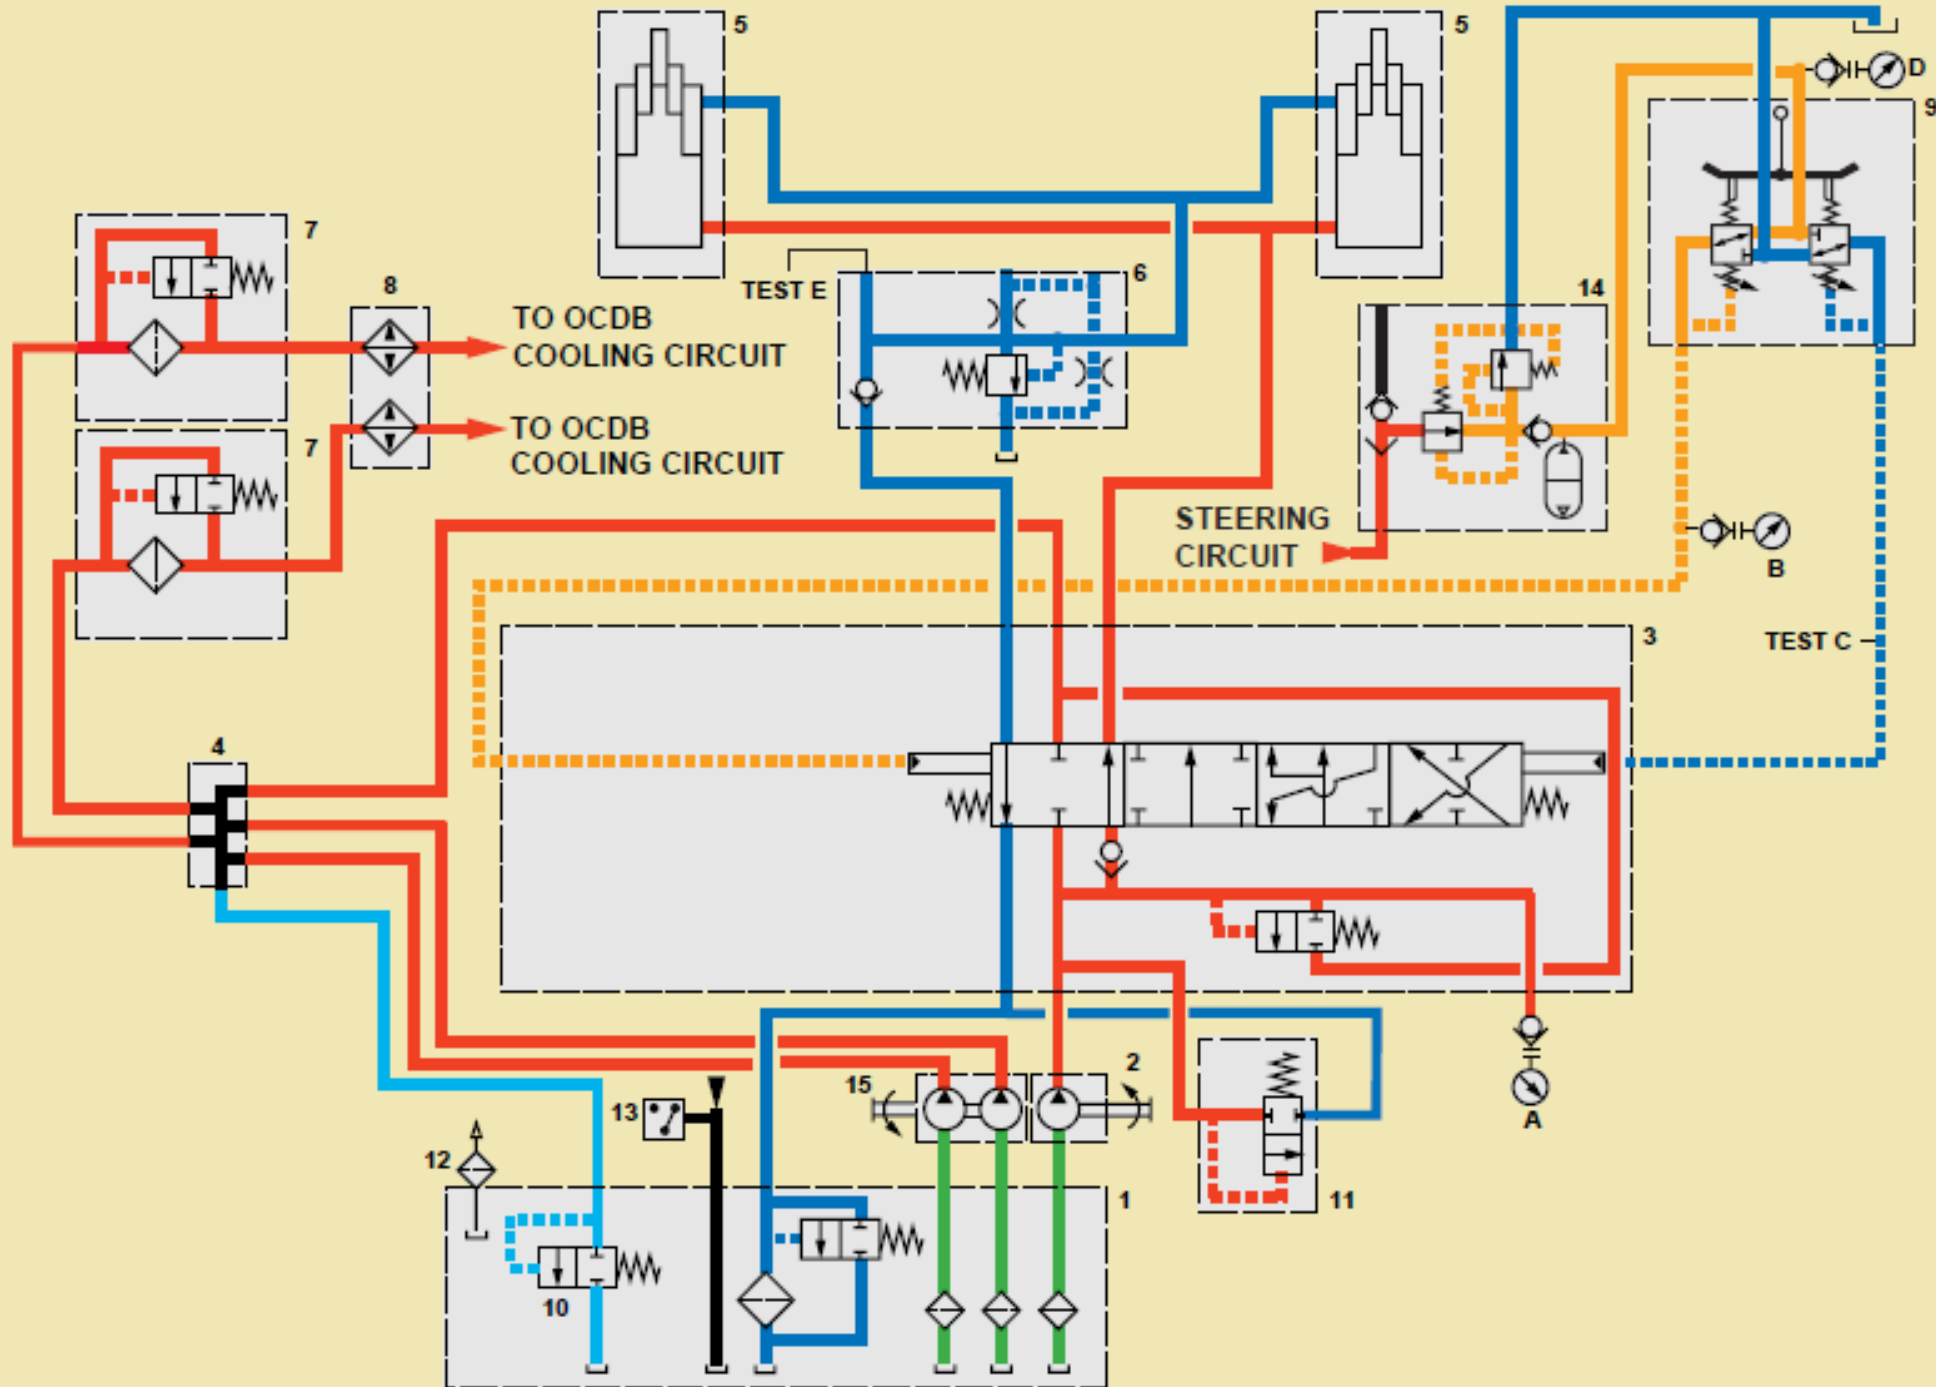 5
5
D
9
7
8
TEST E
6
14
TO OCDB
COOLING CIRCUIT
TO OCDB
COOLING CIRCUIT
7
STEERING
CIRCUIT
B
3
TEST C
4
2
15
13
A
12
1
11
10